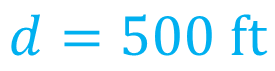 d = 500 ft